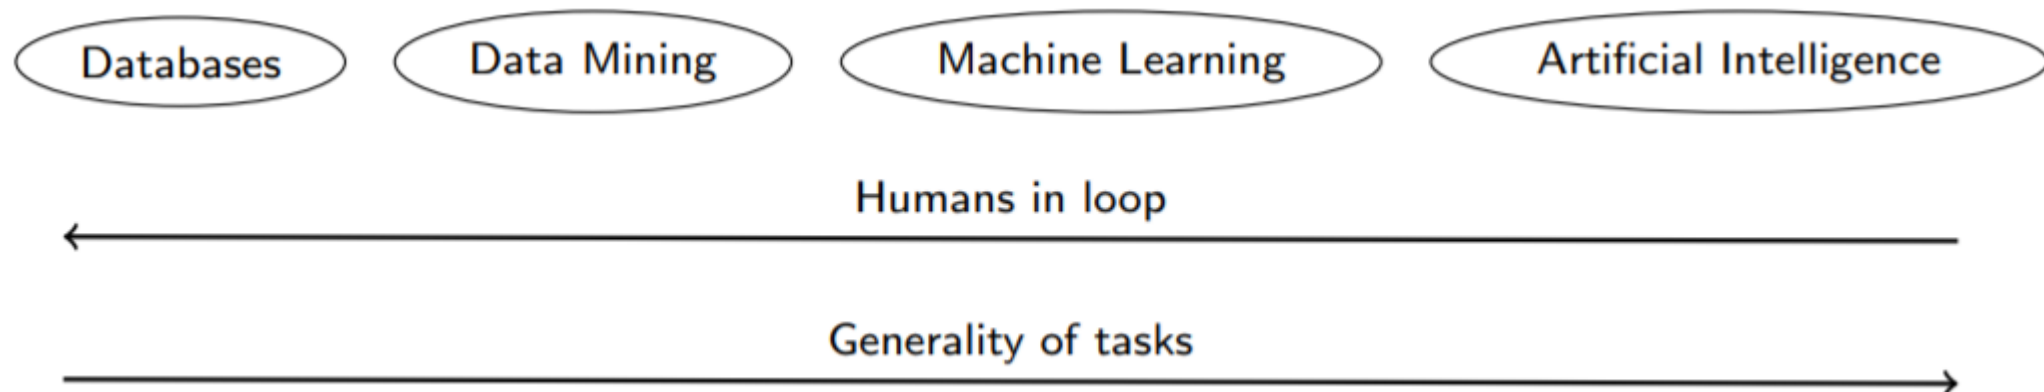 Databases
Data Mining
Machine Learning
Artificial Intelligence
Humans in loop
Generality of tasks